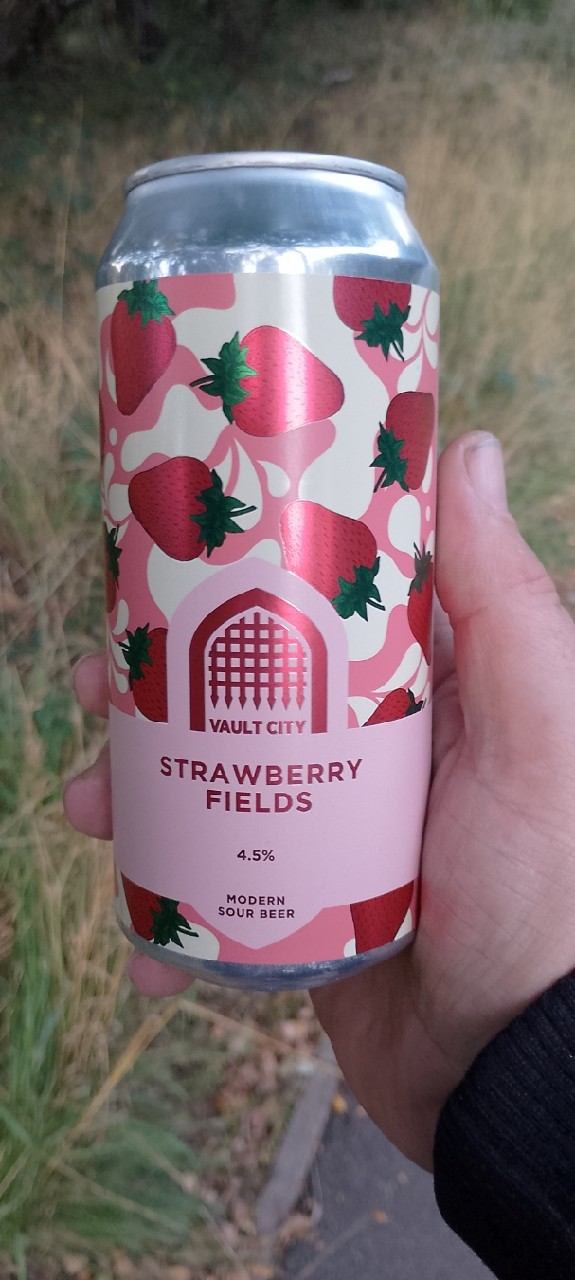 VAULT CITY
STRAWBERRY
FIELDS
4.5%
MODERN
SOUR BEER